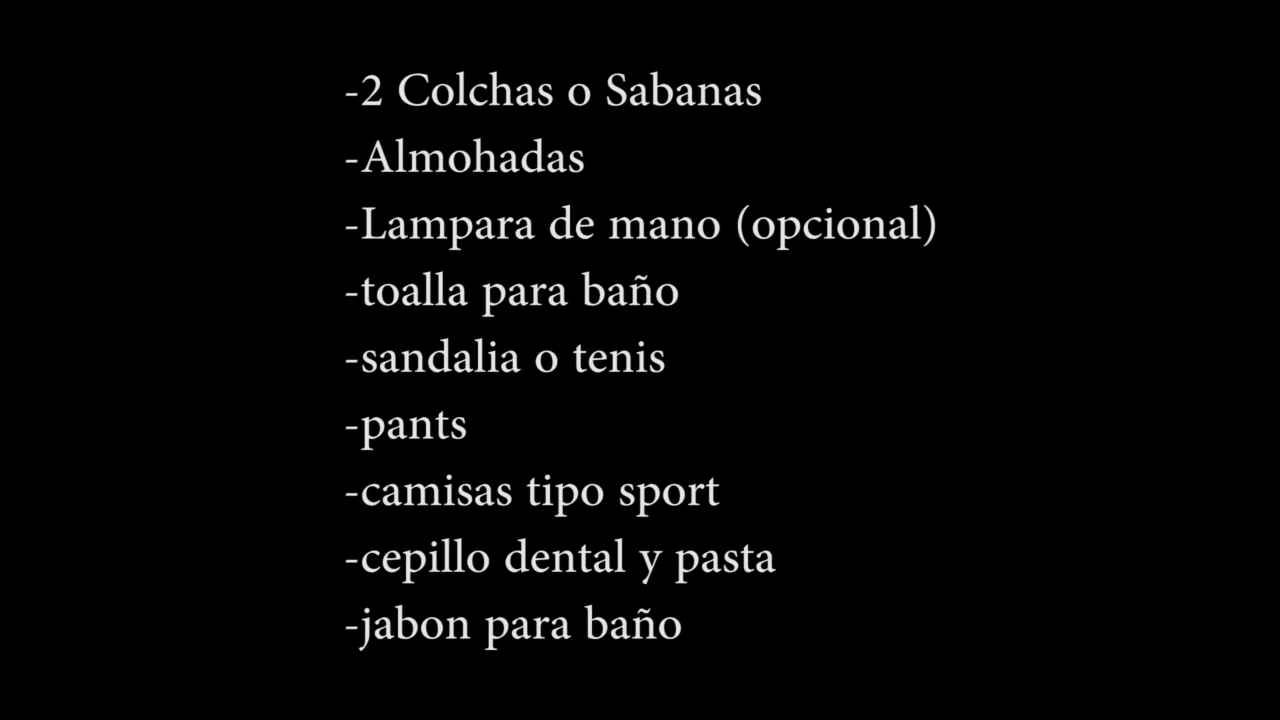 -2 Colchas o Sabanas
-Almohadas
-Lampara de mano (opcional)
-toalla para baño
-sandalia o tenis
-pants
-camisas tipo sport
-cepillo dental y pasta
-jabon para baño